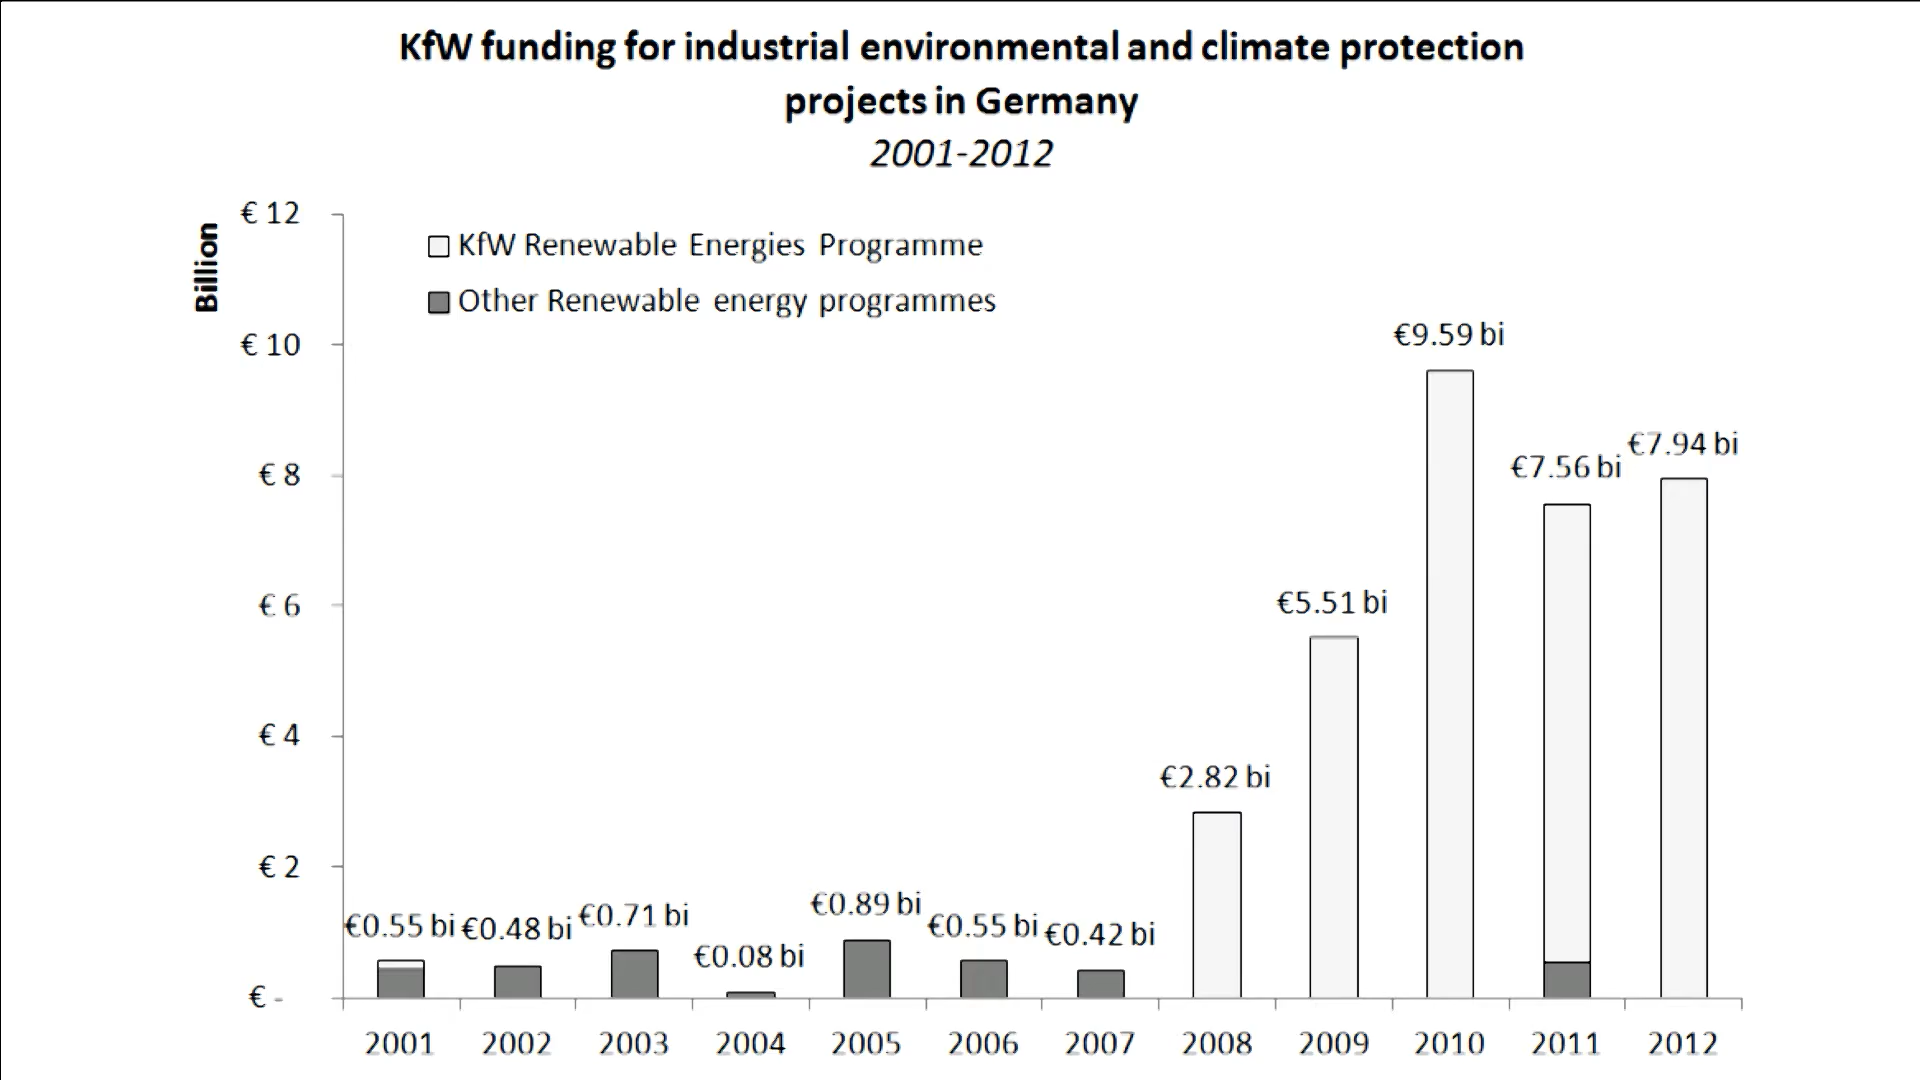 KfW funding for industrial environmental and climate protection
projects in Germany
2001-2012
Billion
€ 12
€ 10
€ 8
€ 6
€ 4
€ 2
€ -
KfW Renewable Energies Programme
Other Renewable energy programmes
€0.55 bi
€0.48 bi
€0.71 bi
€0.08 bi
€0.89 bi
€0.55 bi
€0.42 bi
€2.82 bi
€5.51 bi
€9.59 bi
€7.56 bi
€7.94 bi
2001 2002 2003 2004 2005 2006 2007 2008 2009 2010 2011 2012